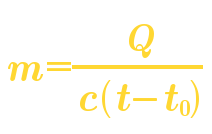 m = Q / c(t − t₀)